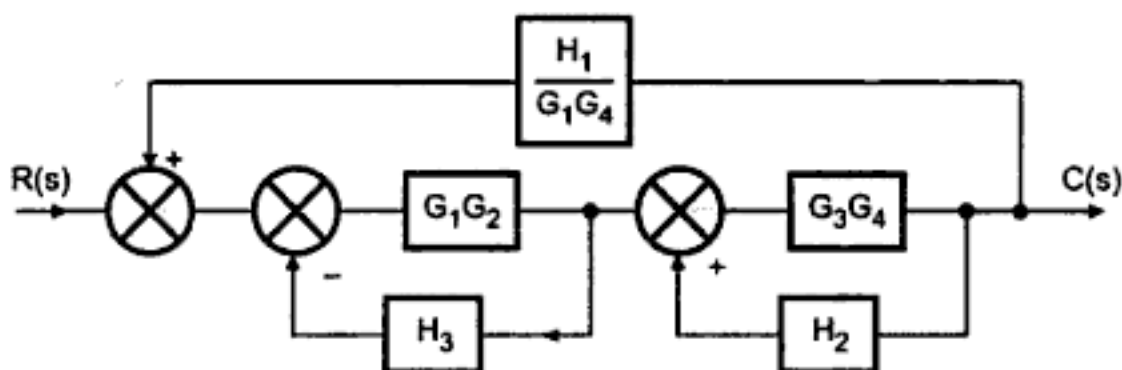 H₁
G₁G₄
+
R(s)
G₁G₂
G₃G₄
C(s)
−
+
H₃
H₂